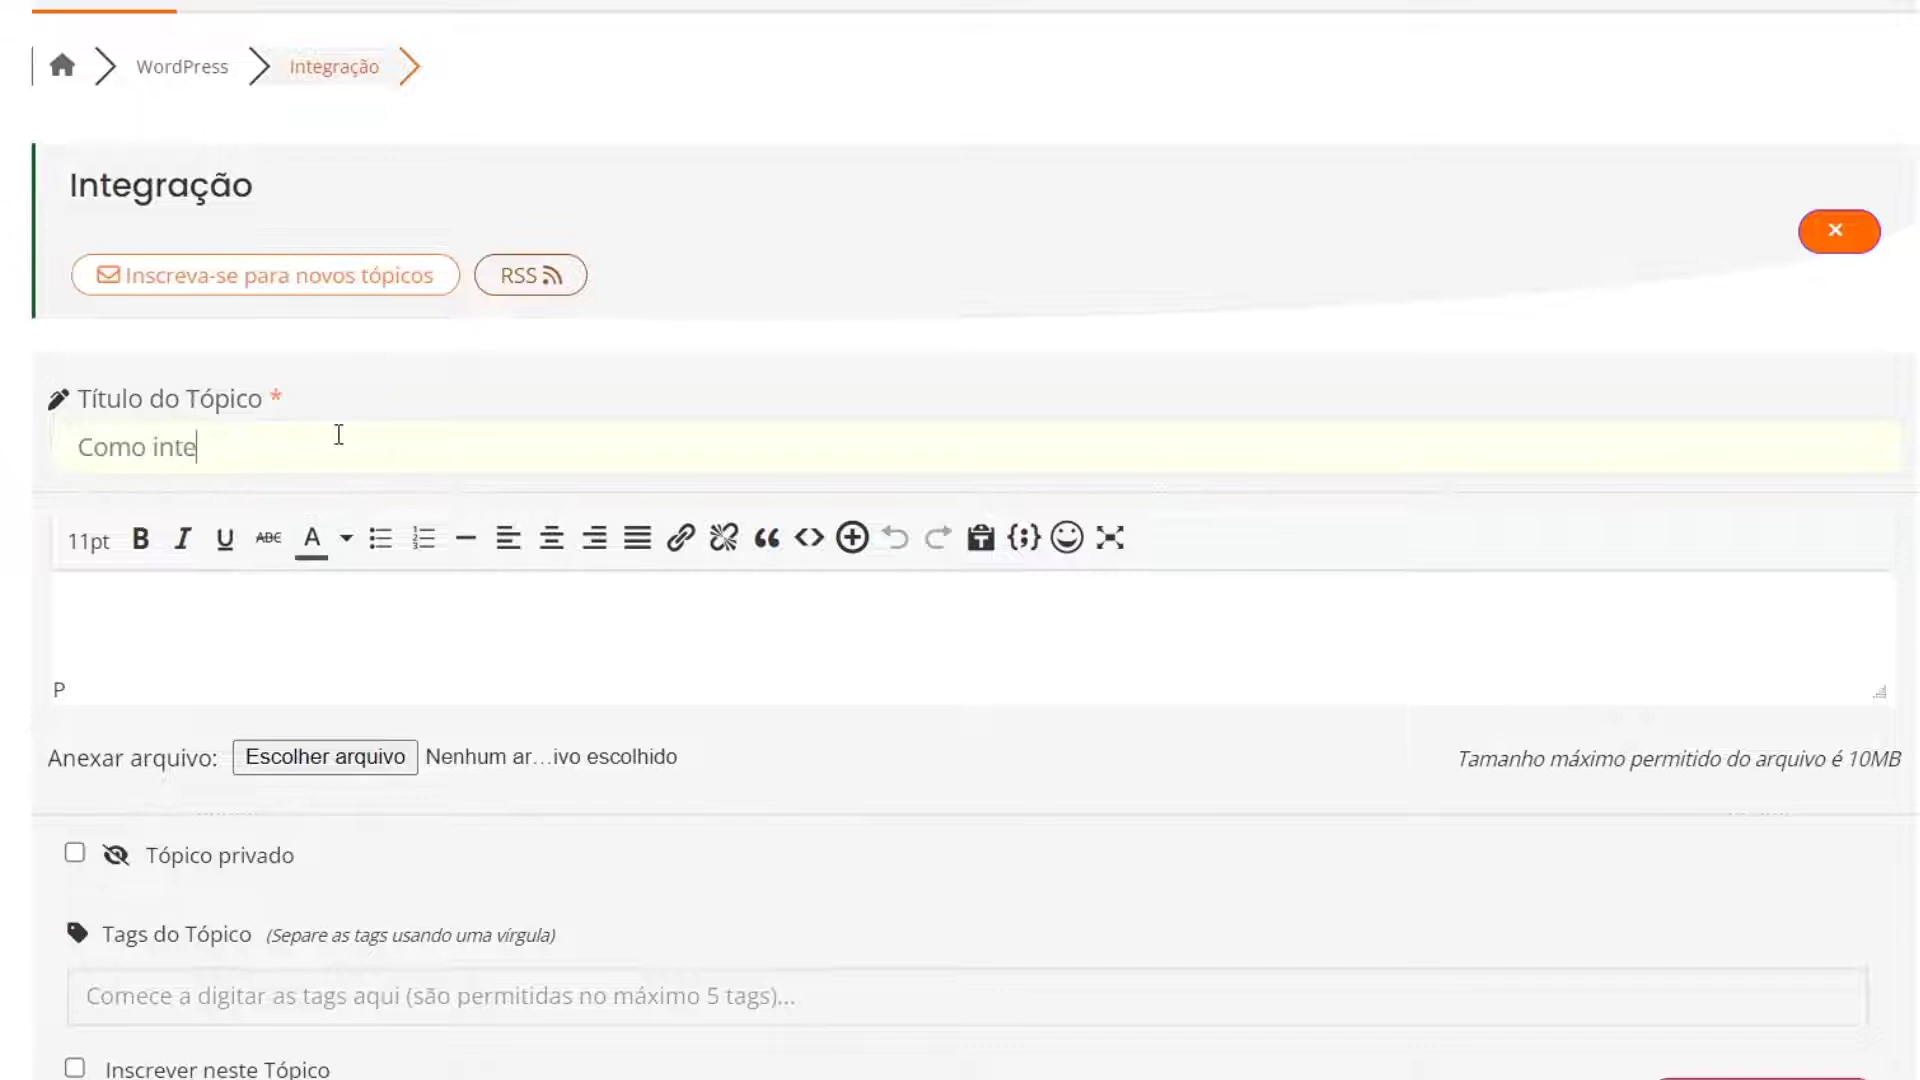 WordPress
Integração
Integração
Inscreva-se para novos tópicos
RSS
Título do Tópico *
Como inte
11pt B I U ABC A
P
Anexar arquivo: Escolher arquivo Nenhum ar...ivo escolhido
Tamanho máximo permitido do arquivo é 10MB
Tópico privado
Tags do Tópico (Separe as tags usando uma vírgula)
Comece a digitar as tags aqui (são permitidas no máximo 5 tags)...
Inscrever neste Tópico